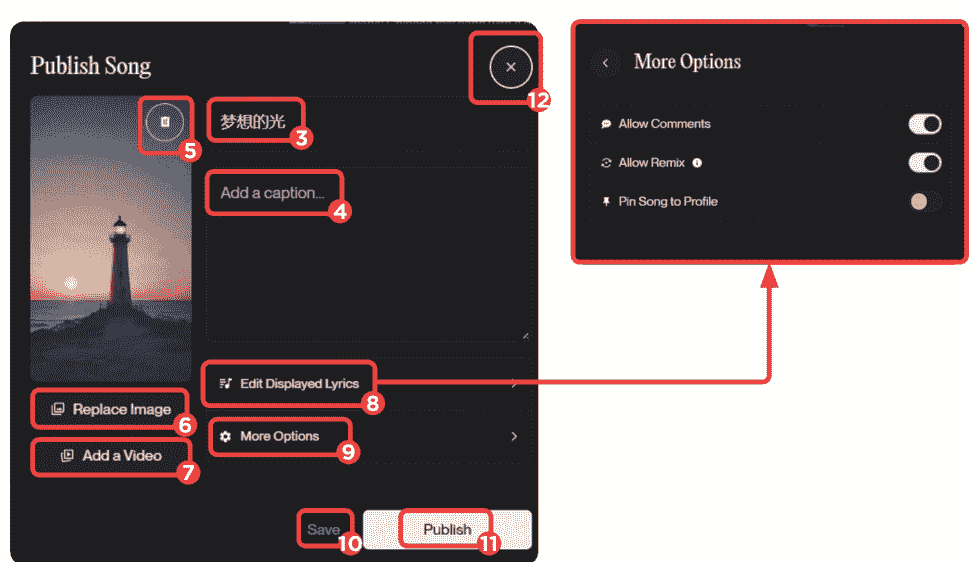 Publish Song
12
5
梦想的光
3
Add a caption...
4
Edit Displayed Lyrics
8
Replace Image
6
More Options
9
Add a Video
7
Save
10
Publish
11
More Options
Allow Comments
Allow Remix
Pin Song to Profile